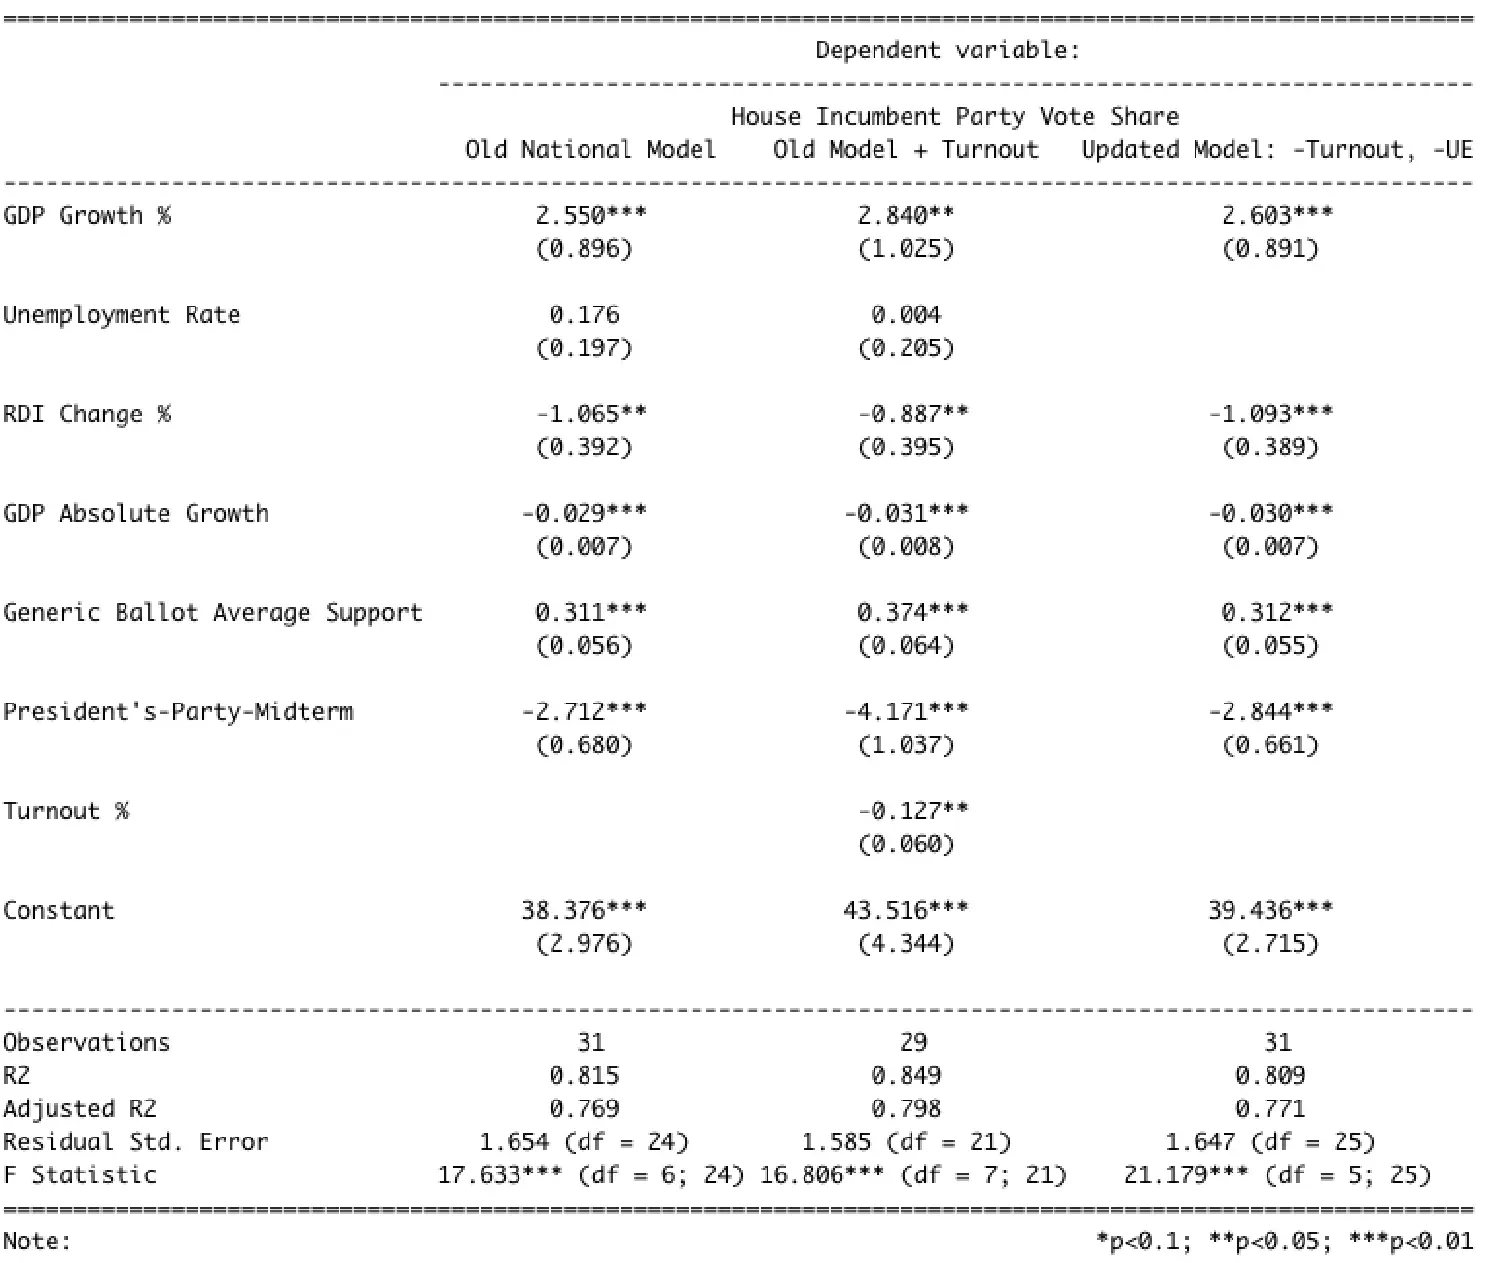 =========================================================================================================
Dependent variable:
--------------------------------------------------------------------------
House Incumbent Party Vote Share
Old National Model Old Model + Turnout Updated Model: -Turnout, -UE
---------------------------------------------------------------------------------------------------------
GDP Growth % 2.550*** 2.840** 2.603***
(0.896) (1.025) (0.891)
Unemployment Rate 0.176 0.004
(0.197) (0.205)
RDI Change % -1.065** -0.887** -1.093***
(0.392) (0.395) (0.389)
GDP Absolute Growth -0.029*** -0.031*** -0.030***
(0.007) (0.008) (0.007)
Generic Ballot Average Support 0.311*** 0.374*** 0.312***
(0.056) (0.064) (0.055)
President's-Party-Midterm -2.712*** -4.171*** -2.844***
(0.680) (1.037) (0.661)
Turnout % -0.127**
(0.060)
Constant 38.376*** 43.516*** 39.436***
(2.976) (4.344) (2.715)
---------------------------------------------------------------------------------------------------------
Observations 31 29 31
R2 0.815 0.849 0.809
Adjusted R2 0.769 0.798 0.771
Residual Std. Error 1.654 (df = 24) 1.585 (df = 21) 1.647 (df = 25)
F Statistic 17.633*** (df = 6; 24) 16.806*** (df = 7; 21) 21.179*** (df = 5; 25)
=========================================================================================================
Note: *p<0.1; **p<0.05; ***p<0.01